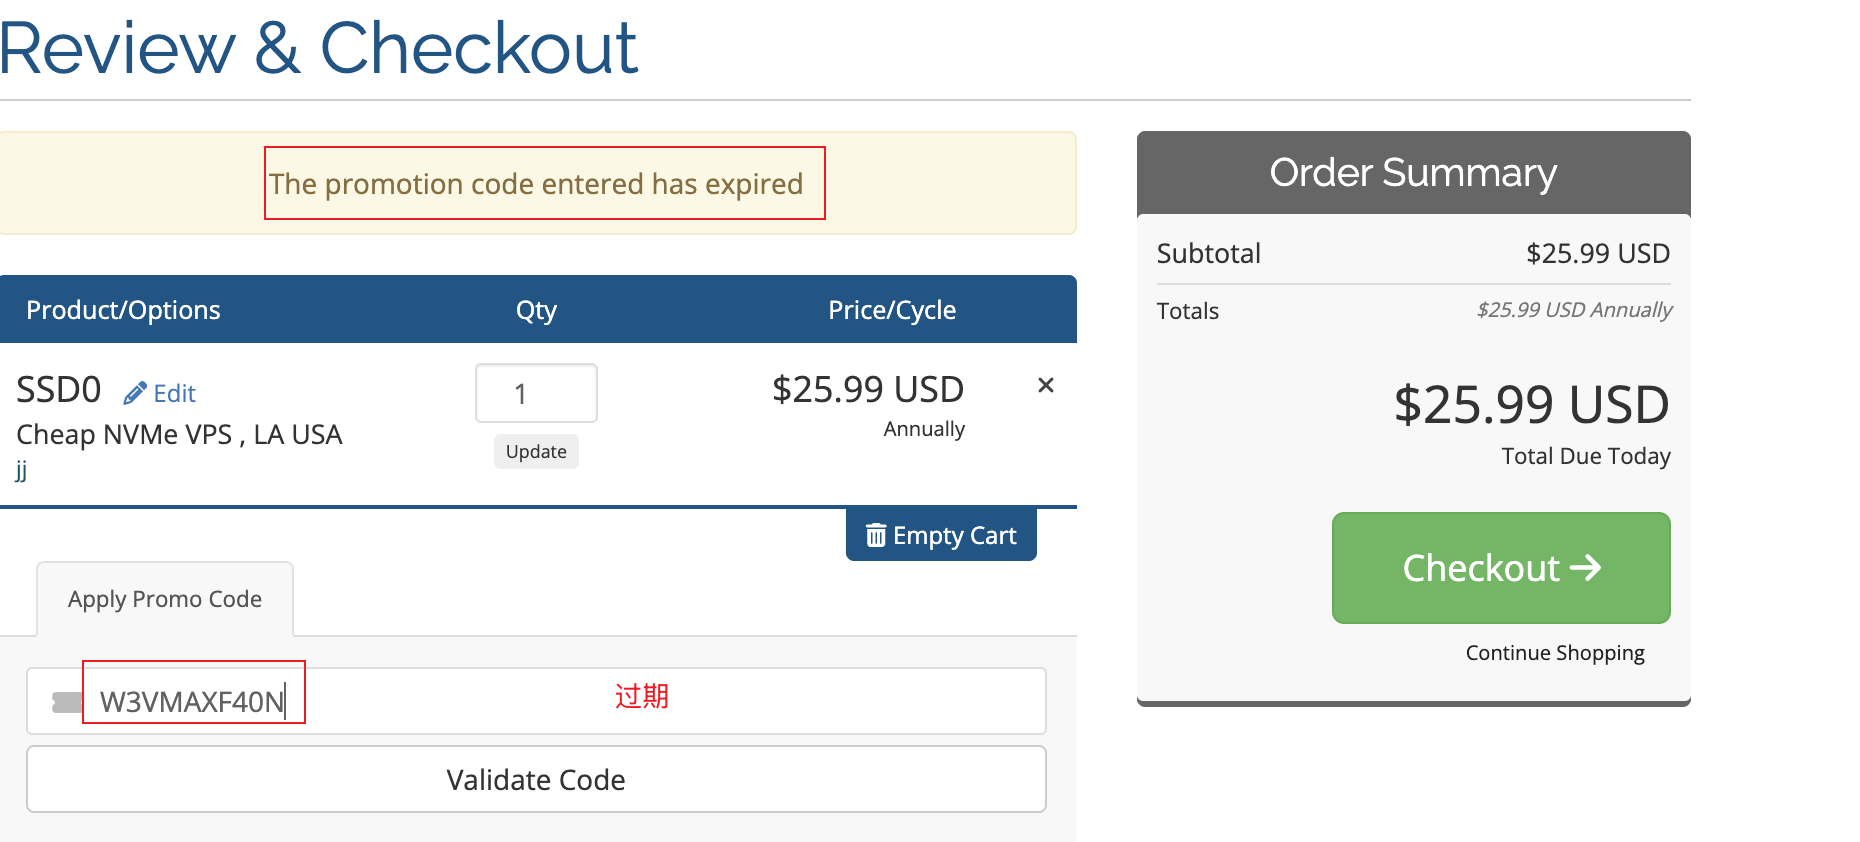 Review & Checkout
The promotion code entered has expired
Product/Options Qty Price/Cycle
SSD0 Edit 1 $25.99 USD ×
Cheap NVMe VPS , LA USA Annually
jj Update
Empty Cart
Apply Promo Code
W3VMAXF40N 过期
Validate Code
Order Summary
Subtotal $25.99 USD
Totals $25.99 USD Annually
$25.99 USD
Total Due Today
Checkout →
Continue Shopping